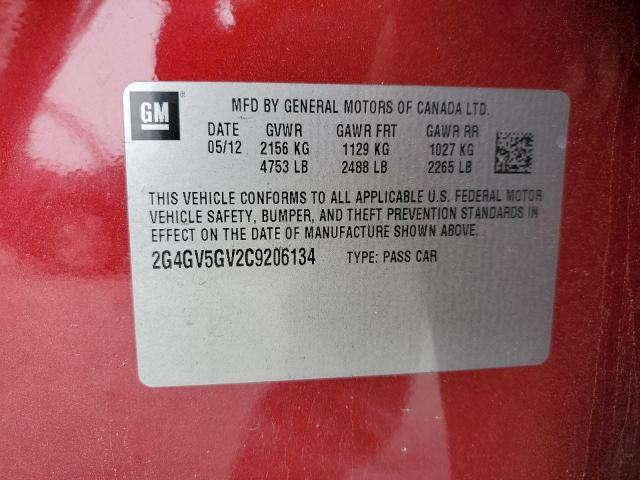 GM®
MFD BY GENERAL MOTORS OF CANADA LTD.
DATE GVWR GAWR FRT GAWR RR
05/12 2156 KG 1129 KG 1027 KG
4753 LB 2488 LB 2265 LB
THIS VEHICLE CONFORMS TO ALL APPLICABLE U.S. FEDERAL MOTOR
VEHICLE SAFETY, BUMPER, AND THEFT PREVENTION STANDARDS IN
EFFECT ON THE DATE OF MANUFACTURE SHOWN ABOVE.
2G4GV5GV2C9206134 TYPE: PASS CAR